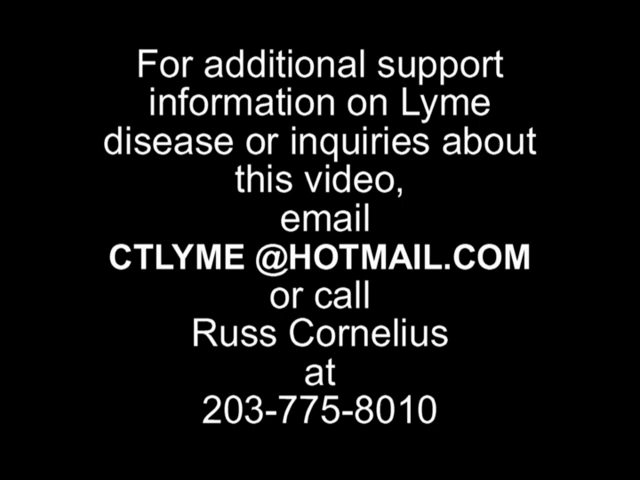 For additional support
information on Lyme
disease or inquiries about
this video,
email
CTLYME @HOTMAIL.COM
or call
Russ Cornelius
at
203-775-8010